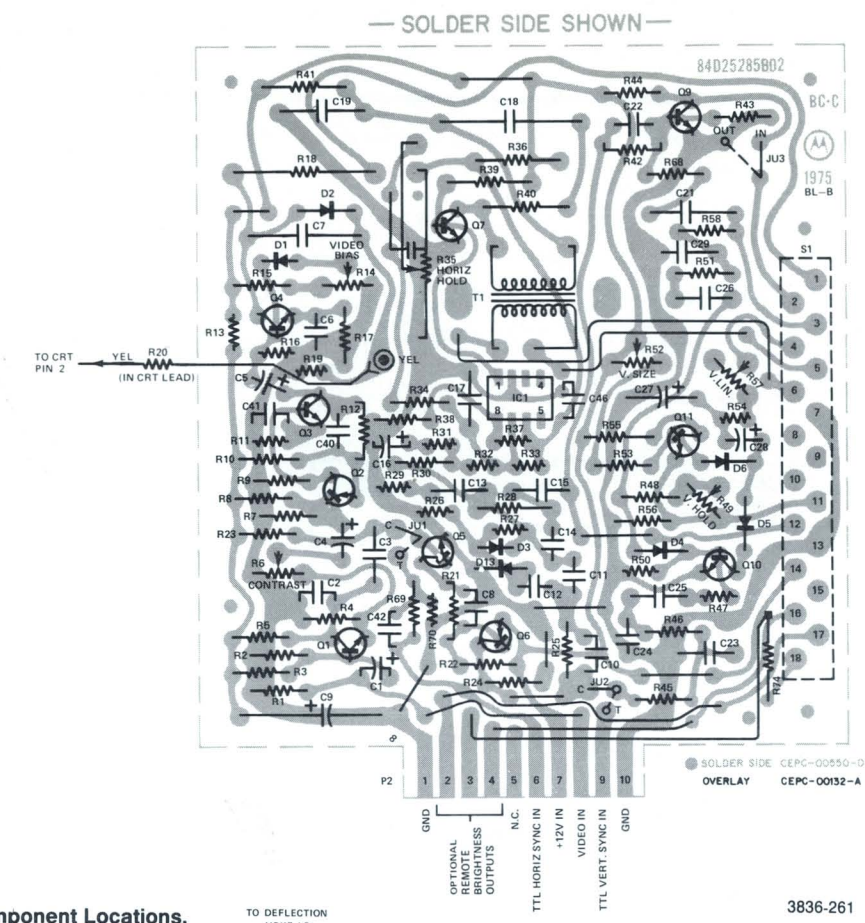 — SOLDER SIDE SHOWN —
84D25285B02
R41
C19
C18
R44
Q9
C22
R43
BC-C
OUT
IN
R42
JU3
R36
R18
R39
R68
1975
BL-B
D2
R40
C21
C7
Q7
R58
D1
VIDEO
BIAS
C29
S1
R15
R14
R35
HORIZ
HOLD
R51
T1
C26
Q4
C6
R13
R17
R16
TO CRT
PIN 2
YEL
R20
(IN CRT LEAD)
R19
YEL
R52
V. SIZE
R57
V.LIN.
C5
R34
C17
1
4
IC1
8
5
C46
C27
C41
R12
R38
R54
Q3
C40
R31
R37
R55
Q11
C28
R11
C16
R10
R30
R32
R33
R53
D6
R9
Q2
R29
C13
C15
R48
R49
V. HOLD
R8
R26
R28
R56
D5
R7
C
JU1
R27
R23
C4
C3
Q5
C14
D3
D4
T
D13
Q10
R6
CONTRAST
R21
C11
R50
C2
R69
C8
C12
C25
R47
R4
C42
R70
R5
Q1
Q6
R25
R46
R2
C10
C24
C23
R3
C1
R22
JU2
C
R74
R1
R24
T
R45
C9
1
2
3
4
5
6
7
8
9
10
11
12
13
14
15
16
17
18
8
SOLDER SIDE CEPC-00550-D
OVERLAY CEPC-00132-A
P2
1 2 3 4 5 6 7 8 9 10
GND
OPTIONAL
REMOTE
BRIGHTNESS
OUTPUTS
N.C.
TTL HORIZ SYNC IN
+12V IN
VIDEO IN
TTL VERT. SYNC IN
GND
mponent Locations.
TO DEFLECTION
3836-261